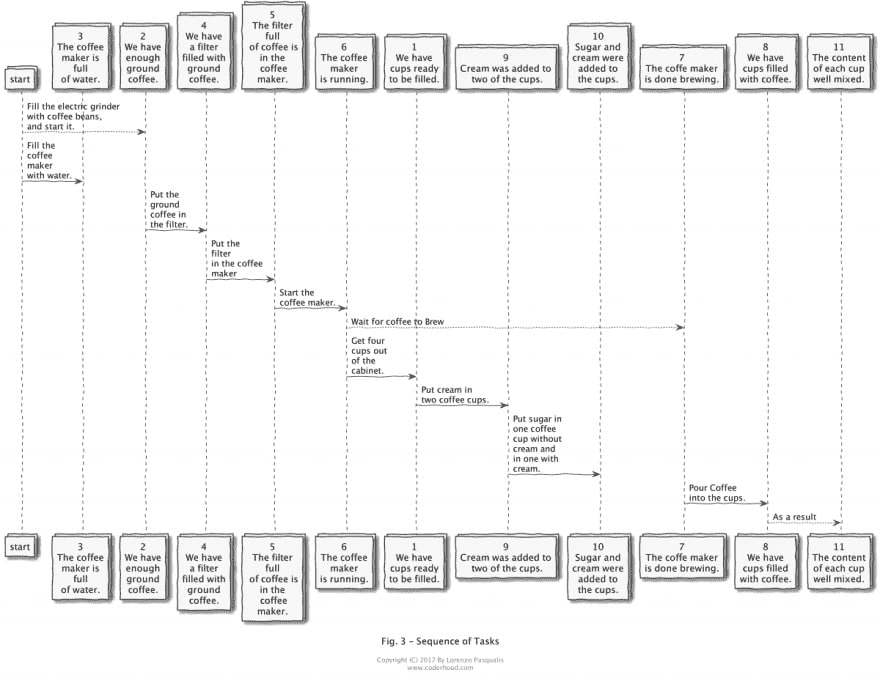 start
3
The coffee
maker is
full
of water.
2
We have
enough
ground
coffee.
4
We have
a filter
filled with
ground
coffee.
5
The filter
full
of coffee is
in the
coffee
maker.
6
The coffee
maker
is running.
1
We have
cups ready
to be filled.
9
Cream was added to
two of the cups.
10
Sugar and
cream were
added to
the cups.
7
The coffe maker
is done brewing.
8
We have
cups filled
with coffee.
11
The content
of each cup
well mixed.
Fill the electric grinder
with coffee beans,
and start it.
Fill the
coffee
maker
with water.
Put the
ground
coffee in
the filter.
Put the
filter
in the coffee
maker
Start the
coffee maker.
Wait for coffee to Brew
Get four
cups out
of the
cabinet.
Put cream in
two coffee cups.
Put sugar in
one coffee
cup without
cream and
in one with
cream.
Pour Coffee
into the cups.
As a result
start
3
The coffee
maker is
full
of water.
2
We have
enough
ground
coffee.
4
We have
a filter
filled with
ground
coffee.
5
The filter
full
of coffee is
in the
coffee
maker.
6
The coffee
maker
is running.
1
We have
cups ready
to be filled.
9
Cream was added to
two of the cups.
10
Sugar and
cream were
added to
the cups.
7
The coffe maker
is done brewing.
8
We have
cups filled
with coffee.
11
The content
of each cup
well mixed.
Fig. 3 – Sequence of Tasks
Copyright (C) 2017 By Lorenzo Pasqualis
www.coderhood.com